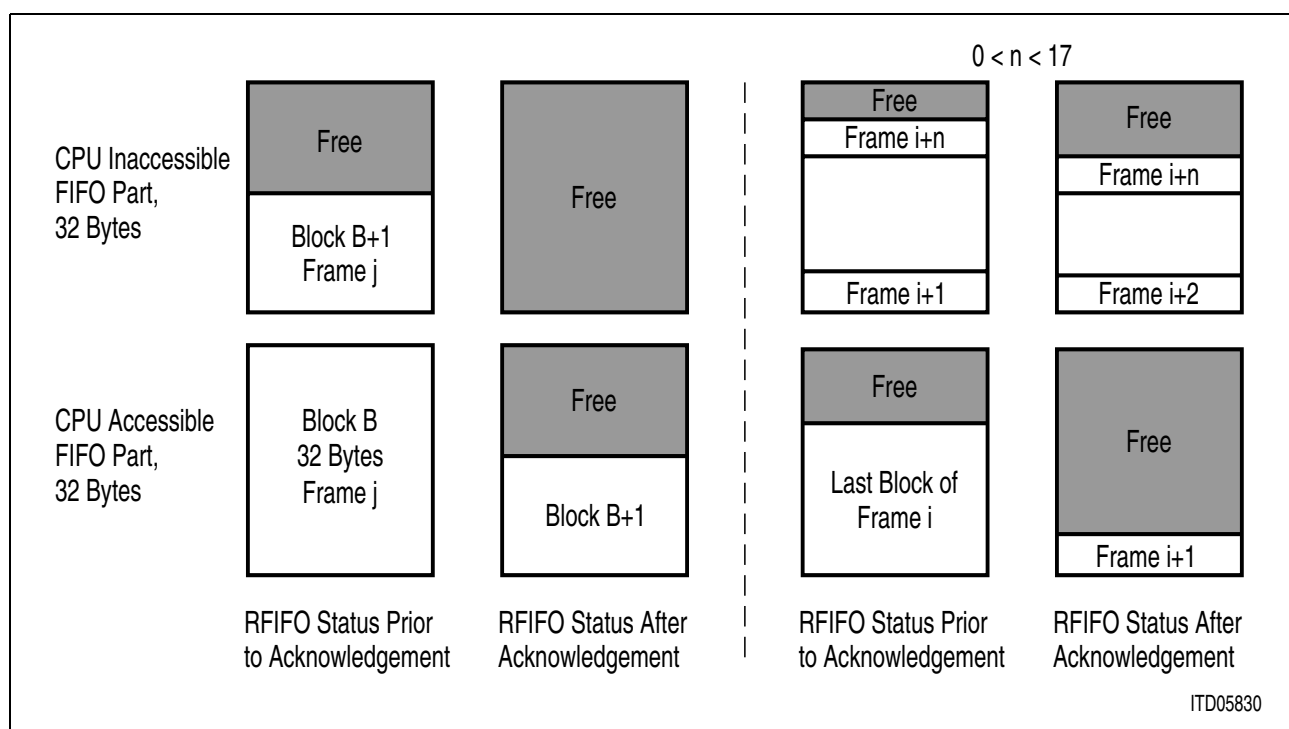 0 < n < 17
CPU Inaccessible
FIFO Part,
32 Bytes
Free
Block B+1
Frame j
Free
Free
Frame i+n
Frame i+1
Free
Frame i+n
Frame i+2
CPU Accessible
FIFO Part,
32 Bytes
Block B
32 Bytes
Frame j
Free
Block B+1
Free
Last Block of
Frame i
Free
Frame i+1
RFIFO Status Prior
to Acknowledgement
RFIFO Status After
Acknowledgement
RFIFO Status Prior
to Acknowledgement
RFIFO Status After
Acknowledgement
ITD05830